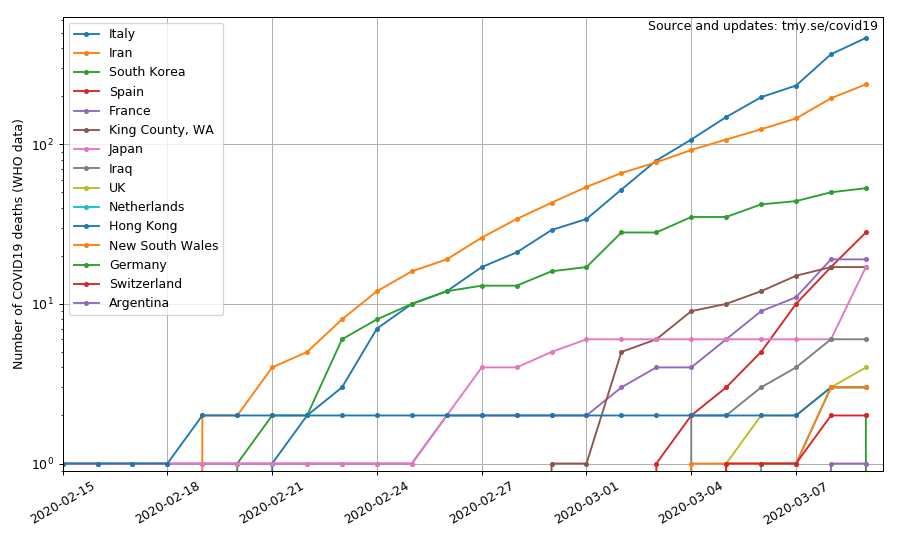 Source and updates: tmy.se/covid19
Italy
Iran
South Korea
Spain
France
King County, WA
Japan
Iraq
UK
Netherlands
Hong Kong
New South Wales
Germany
Switzerland
Argentina
Number of COVID19 deaths (WHO data)
10²
10¹
10⁰
2020-02-15
2020-02-18
2020-02-21
2020-02-24
2020-02-27
2020-03-01
2020-03-04
2020-03-07